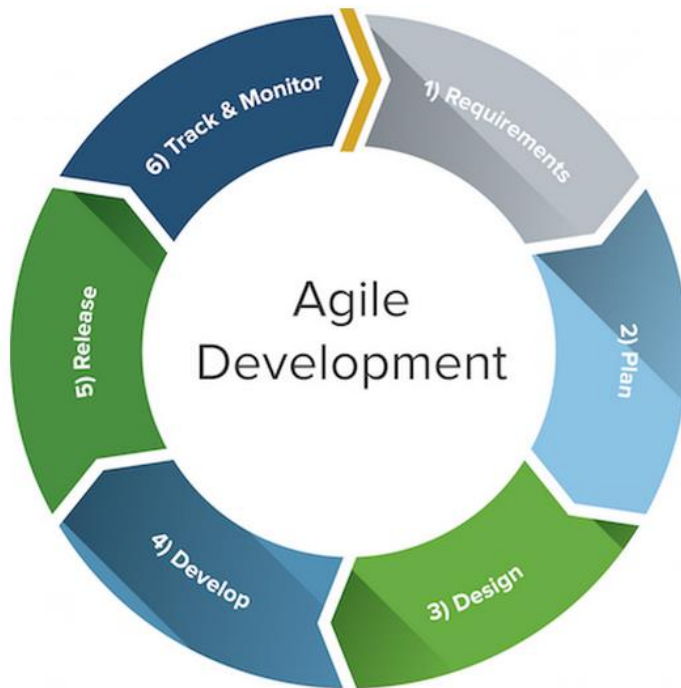 Agile
Development
1) Requirements
2) Plan
3) Design
4) Develop
5) Release
6) Track & Monitor